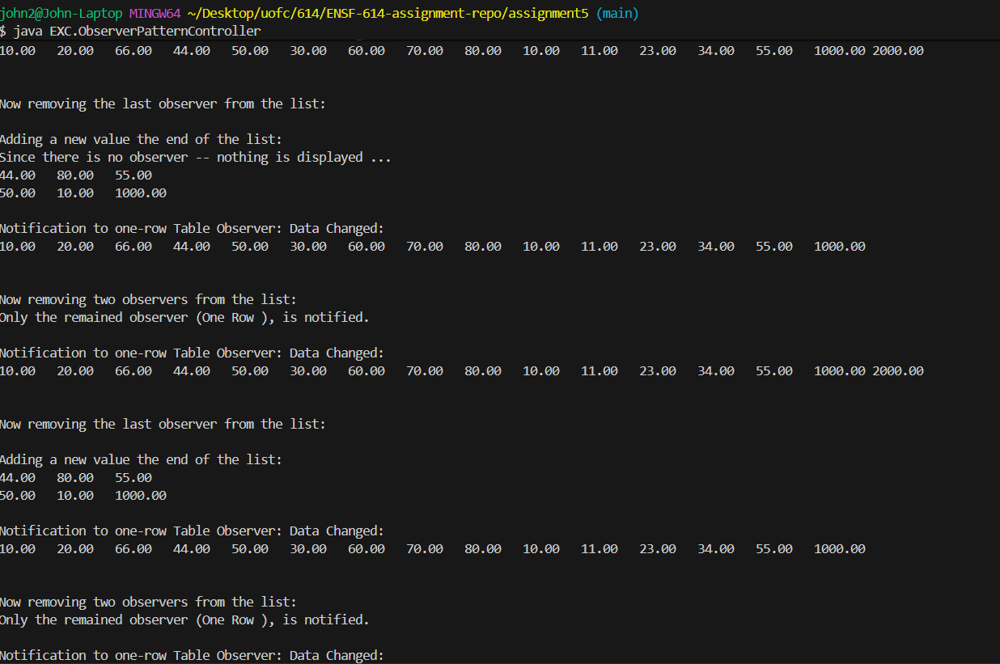 john2@John-Laptop MINGW64 ~/Desktop/uofc/614/ENSF-614-assignment-repo/assignment5 (main)
$ java EXC.ObserverPatternController
10.00 20.00 66.00 44.00 50.00 30.00 60.00 70.00 80.00 10.00 11.00 23.00 34.00 55.00 1000.00 2000.00
Now removing the last observer from the list:
Adding a new value the end of the list:
Since there is no observer -- nothing is displayed ...
44.00 80.00 55.00
50.00 10.00 1000.00
Notification to one-row Table Observer: Data Changed:
10.00 20.00 66.00 44.00 50.00 30.00 60.00 70.00 80.00 10.00 11.00 23.00 34.00 55.00 1000.00
Now removing two observers from the list:
Only the remained observer (One Row ), is notified.
Notification to one-row Table Observer: Data Changed:
10.00 20.00 66.00 44.00 50.00 30.00 60.00 70.00 80.00 10.00 11.00 23.00 34.00 55.00 1000.00 2000.00
Now removing the last observer from the list:
Adding a new value the end of the list:
44.00 80.00 55.00
50.00 10.00 1000.00
Notification to one-row Table Observer: Data Changed:
10.00 20.00 66.00 44.00 50.00 30.00 60.00 70.00 80.00 10.00 11.00 23.00 34.00 55.00 1000.00
Now removing two observers from the list:
Only the remained observer (One Row ), is notified.
Notification to one-row Table Observer: Data Changed: